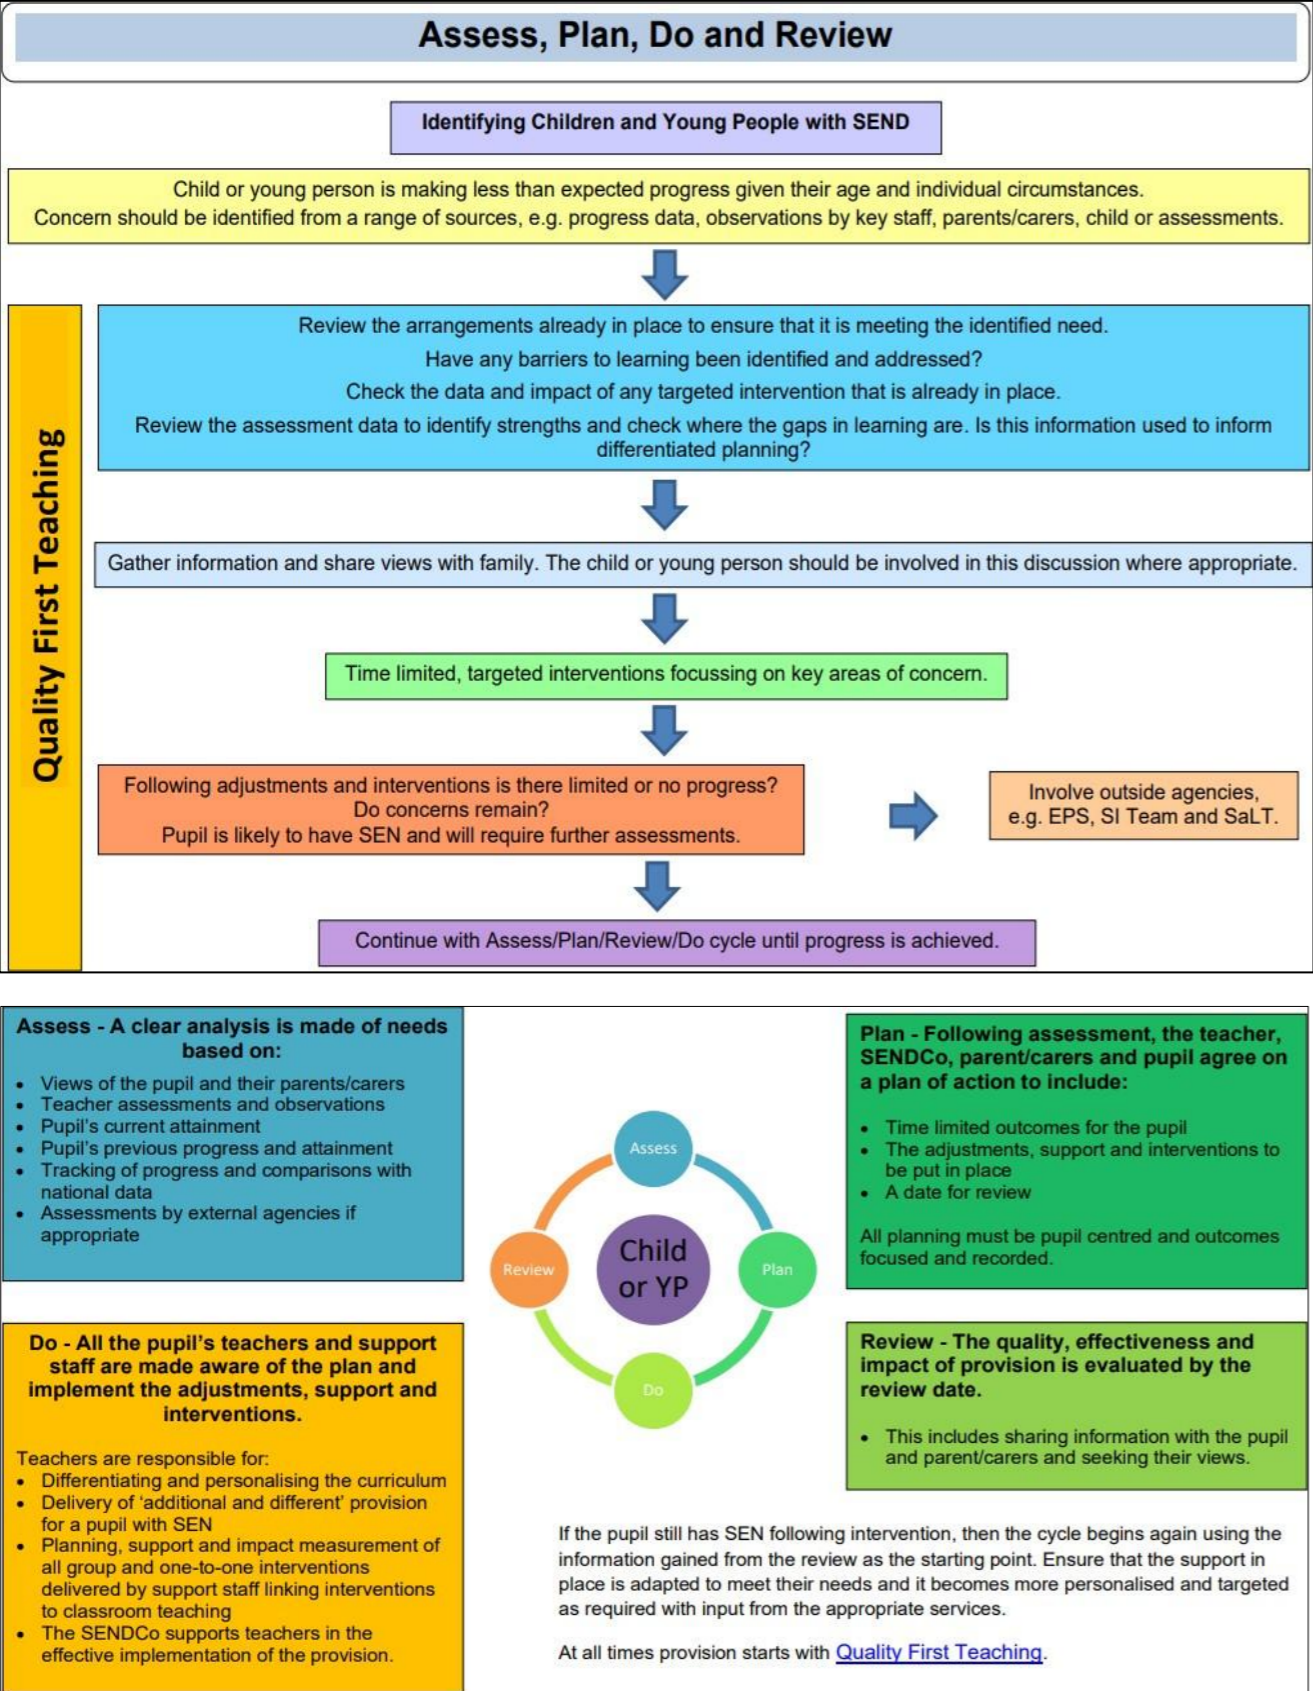 Assess, Plan, Do and Review
Identifying Children and Young People with SEND
Child or young person is making less than expected progress given their age and individual circumstances.
Concern should be identified from a range of sources, e.g. progress data, observations by key staff, parents/carers, child or assessments.
Quality First Teaching
Review the arrangements already in place to ensure that it is meeting the identified need.
Have any barriers to learning been identified and addressed?
Check the data and impact of any targeted intervention that is already in place.
Review the assessment data to identify strengths and check where the gaps in learning are. Is this information used to inform
differentiated planning?
Gather information and share views with family. The child or young person should be involved in this discussion where appropriate.
Time limited, targeted interventions focussing on key areas of concern.
Following adjustments and interventions is there limited or no progress?
Do concerns remain?
Pupil is likely to have SEN and will require further assessments.
Involve outside agencies,
e.g. EPS, SI Team and SaLT.
Continue with Assess/Plan/Review/Do cycle until progress is achieved.
Assess - A clear analysis is made of needs
based on:
• Views of the pupil and their parents/carers
• Teacher assessments and observations
• Pupil's current attainment
• Pupil's previous progress and attainment
• Tracking of progress and comparisons with
national data
• Assessments by external agencies if
appropriate
Assess
Review
Child
or YP
Plan
Do
Plan - Following assessment, the teacher,
SENDCo, parent/carers and pupil agree on
a plan of action to include:
• Time limited outcomes for the pupil
• The adjustments, support and interventions to
be put in place
• A date for review
All planning must be pupil centred and outcomes
focused and recorded.
Do - All the pupil's teachers and support
staff are made aware of the plan and
implement the adjustments, support and
interventions.
Teachers are responsible for:
• Differentiating and personalising the curriculum
• Delivery of 'additional and different' provision
for a pupil with SEN
• Planning, support and impact measurement of
all group and one-to-one interventions
delivered by support staff linking interventions
to classroom teaching
• The SENDCo supports teachers in the
effective implementation of the provision.
Review - The quality, effectiveness and
impact of provision is evaluated by the
review date.
• This includes sharing information with the pupil
and parent/carers and seeking their views.
If the pupil still has SEN following intervention, then the cycle begins again using the
information gained from the review as the starting point. Ensure that the support in
place is adapted to meet their needs and it becomes more personalised and targeted
as required with input from the appropriate services.
At all times provision starts with Quality First Teaching.